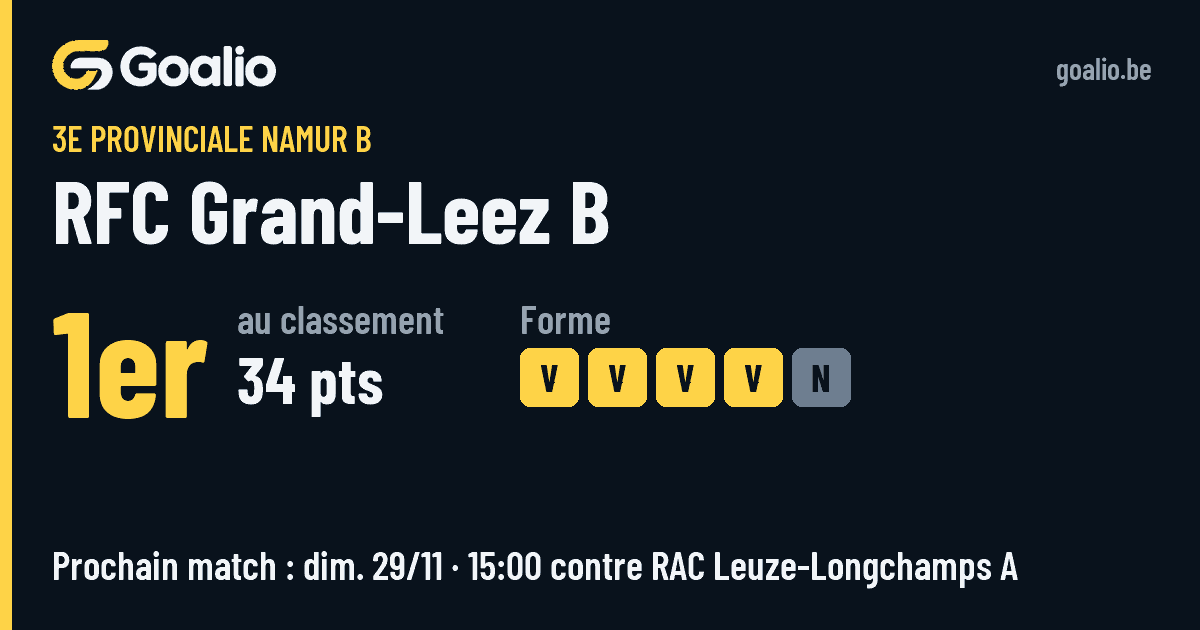 Goalio
goalio.be
3E PROVINCIALE NAMUR B
RFC Grand-Leez B
1er
au classement
34 pts
Forme
V V V V N
Prochain match : dim. 29/11 · 15:00 contre RAC Leuze-Longchamps A